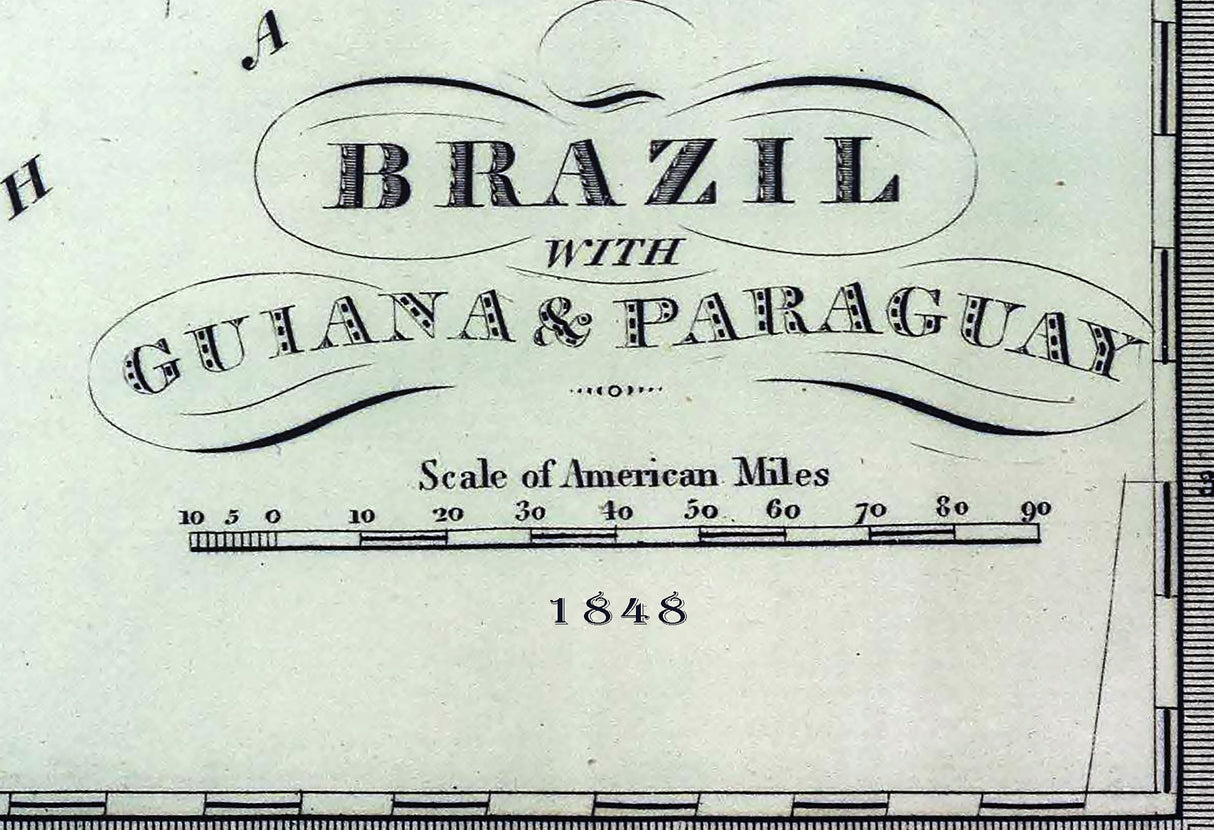 A
H
BRAZIL
WITH
GUIANA & PARAGUAY
Scale of American Miles
10 5 0 10 20 30 40 50 60 70 80 90
1848